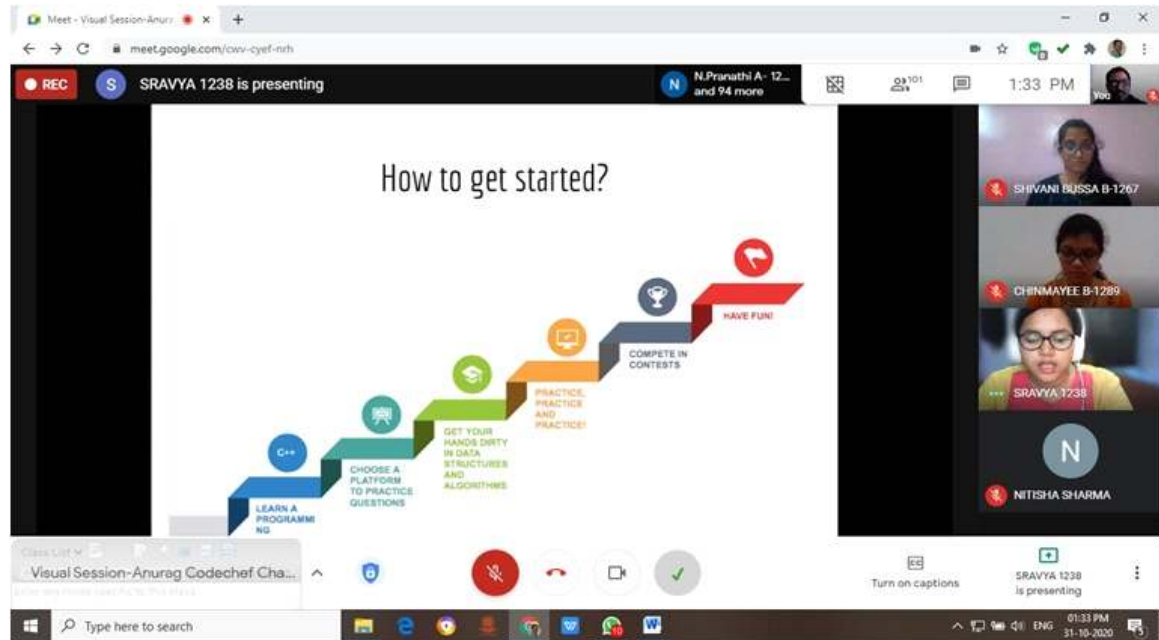 Meet - Visual Session-Anura
meet.google.com/cwv-cyef-nrh
REC
S
SRAVYA 1238 is presenting
N
N.Pranathi A- 12...
and 94 more
101
1:33 PM
You
How to get started?
HAVE FUN!
COMPETE IN
CONTESTS
PRACTICE,
PRACTICE
AND
PRACTICE!
GET YOUR
HANDS DIRTY
IN DATA
STRUCTURES
AND
ALGORITHMS
CHOOSE A
PLATFORM
TO PRACTICE
QUESTIONS
C++
LEARN A
PROGRAMMI
NG
SHIVANI BUSSA B-1267
CHINMAYEE B-1289
SRAVYA 1238
N
NITISHA SHARMA
Class List
Visual Session-Anurag Codechef Cha...
Turn on captions
SRAVYA 1238
is presenting
Type here to search
ENG
01:33 PM
31-10-2020